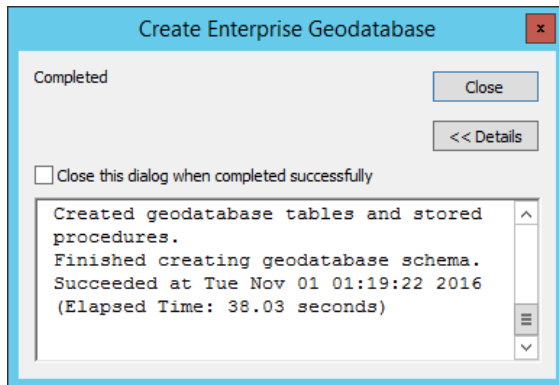 Create Enterprise Geodatabase
x
Completed
Close
<< Details
Close this dialog when completed successfully
Created geodatabase tables and stored
procedures.
Finished creating geodatabase schema.
Succeeded at Tue Nov 01 01:19:22 2016
(Elapsed Time: 38.03 seconds)